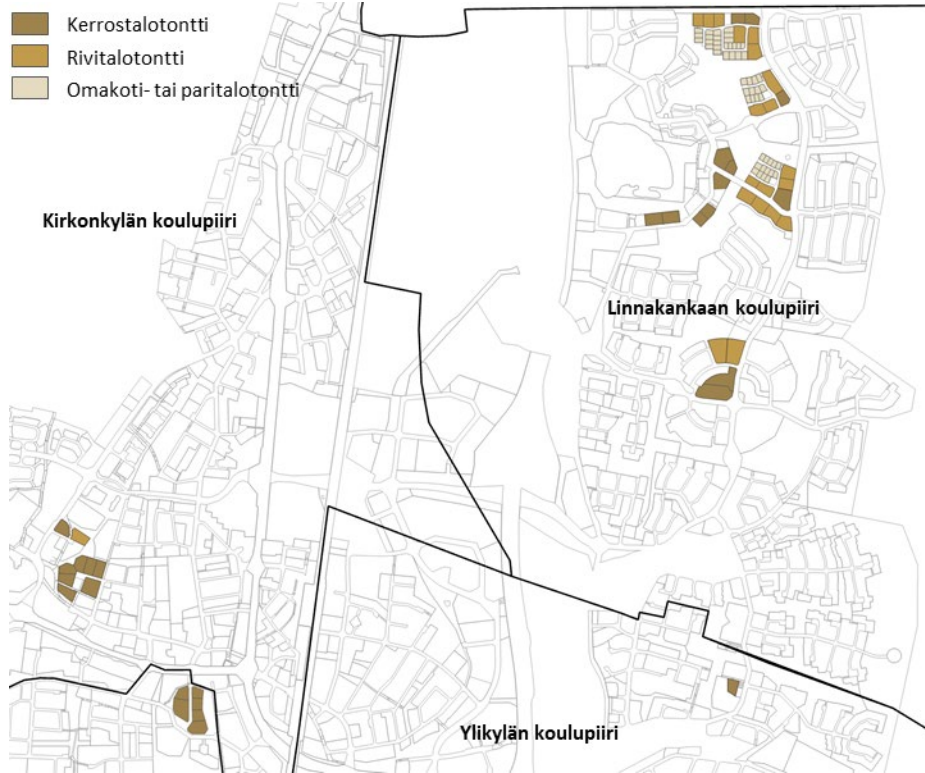 Kerrostalotontti
Rivitalotontti
Omakoti- tai paritalotontti
Kirkonkylän koulupiiri
Linnakankaan koulupiiri
Ylikylän koulupiiri